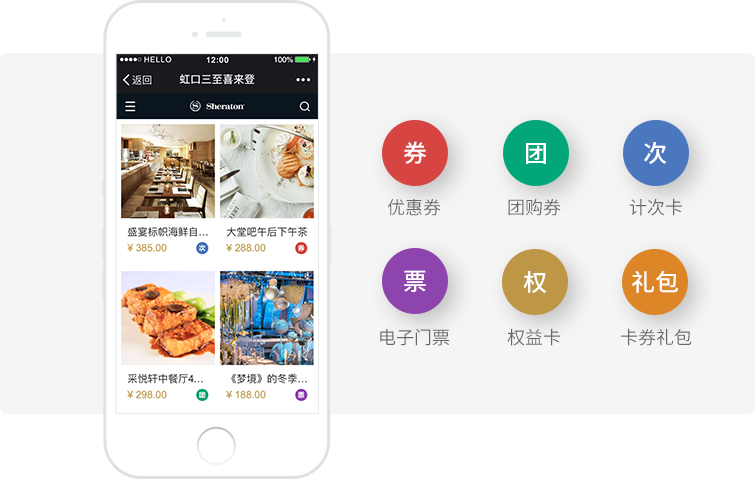 HELLO 12:00 100%
返回 虹口三至喜来登
S Sheraton
盛宴标帜海鲜自... 大堂吧午后下午茶
¥ 385.00 次 ¥ 288.00 券
采悦轩中餐厅4... 《梦境》的冬季...
¥ 298.00 团 ¥ 188.00 票
券 团 次
优惠券 团购券 计次卡
票 权 礼包
电子门票 权益卡 卡券礼包